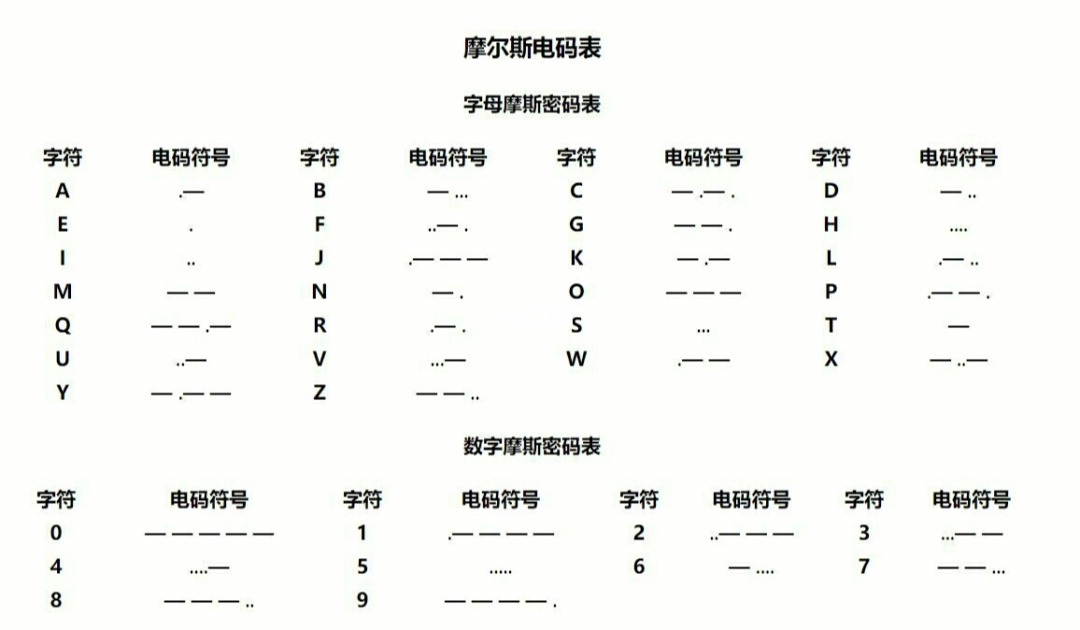 摩尔斯电码表
字母摩斯密码表
字符 电码符号 字符 电码符号 字符 电码符号 字符 电码符号
A .— B — ... C — .— . D — ..
E . F ..— . G — — . H ....
I .. J .— — — K — .— L .— ..
M — — N — . O — — — P .— — .
Q — — .— R .— . S ... T —
U ..— V ...— W .— — X — ..—
Y — .— — Z — — ..
数字摩斯密码表
字符 电码符号 字符 电码符号 字符 电码符号 字符 电码符号
0 — — — — — 1 .— — — — 2 ..— — — 3 ...— —
4 ....— 5 ..... 6 — .... 7 — — ...
8 — — — .. 9 — — — — .